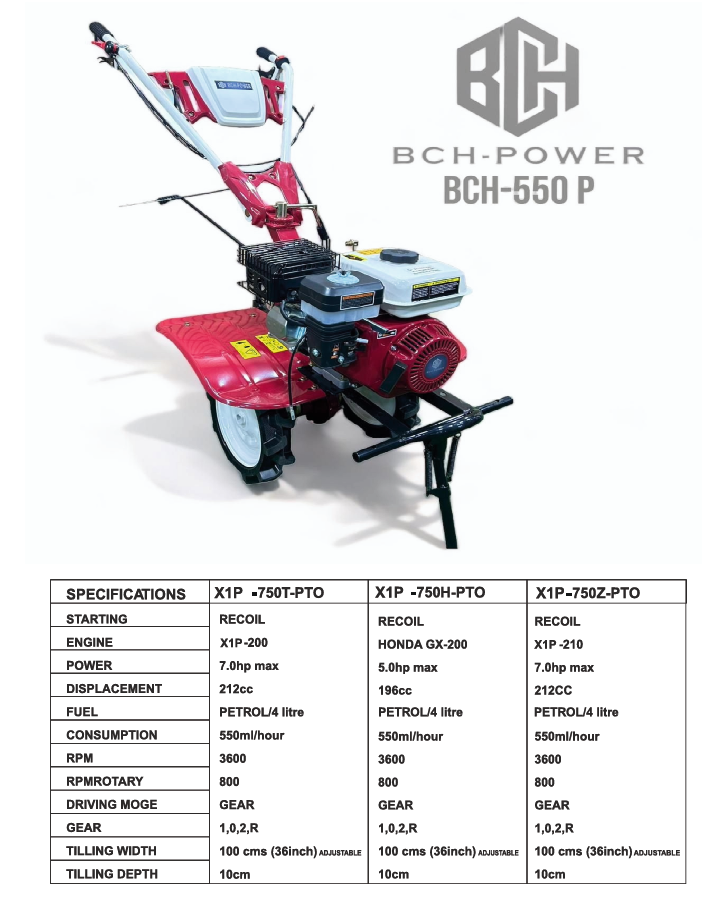 BCH-POWER
BCH
BCH-POWER
BCH-550 P
SPECIFICATIONS X1P -750T-PTO X1P -750H-PTO X1P-750Z-PTO
STARTING RECOIL RECOIL RECOIL
ENGINE X1P-200 HONDA GX-200 X1P -210
POWER 7.0hp max 5.0hp max 7.0hp max
DISPLACEMENT 212cc 196cc 212CC
FUEL PETROL/4 litre PETROL/4 litre PETROL/4 litre
CONSUMPTION 550ml/hour 550ml/hour 550ml/hour
RPM 3600 3600 3600
RPMROTARY 800 800 800
DRIVING MOGE GEAR GEAR GEAR
GEAR 1,0,2,R 1,0,2,R 1,0,2,R
TILLING WIDTH 100 cms (36inch) ADJUSTABLE 100 cms (36inch) ADJUSTABLE 100 cms (36inch) ADJUSTABLE
TILLING DEPTH 10cm 10cm 10cm